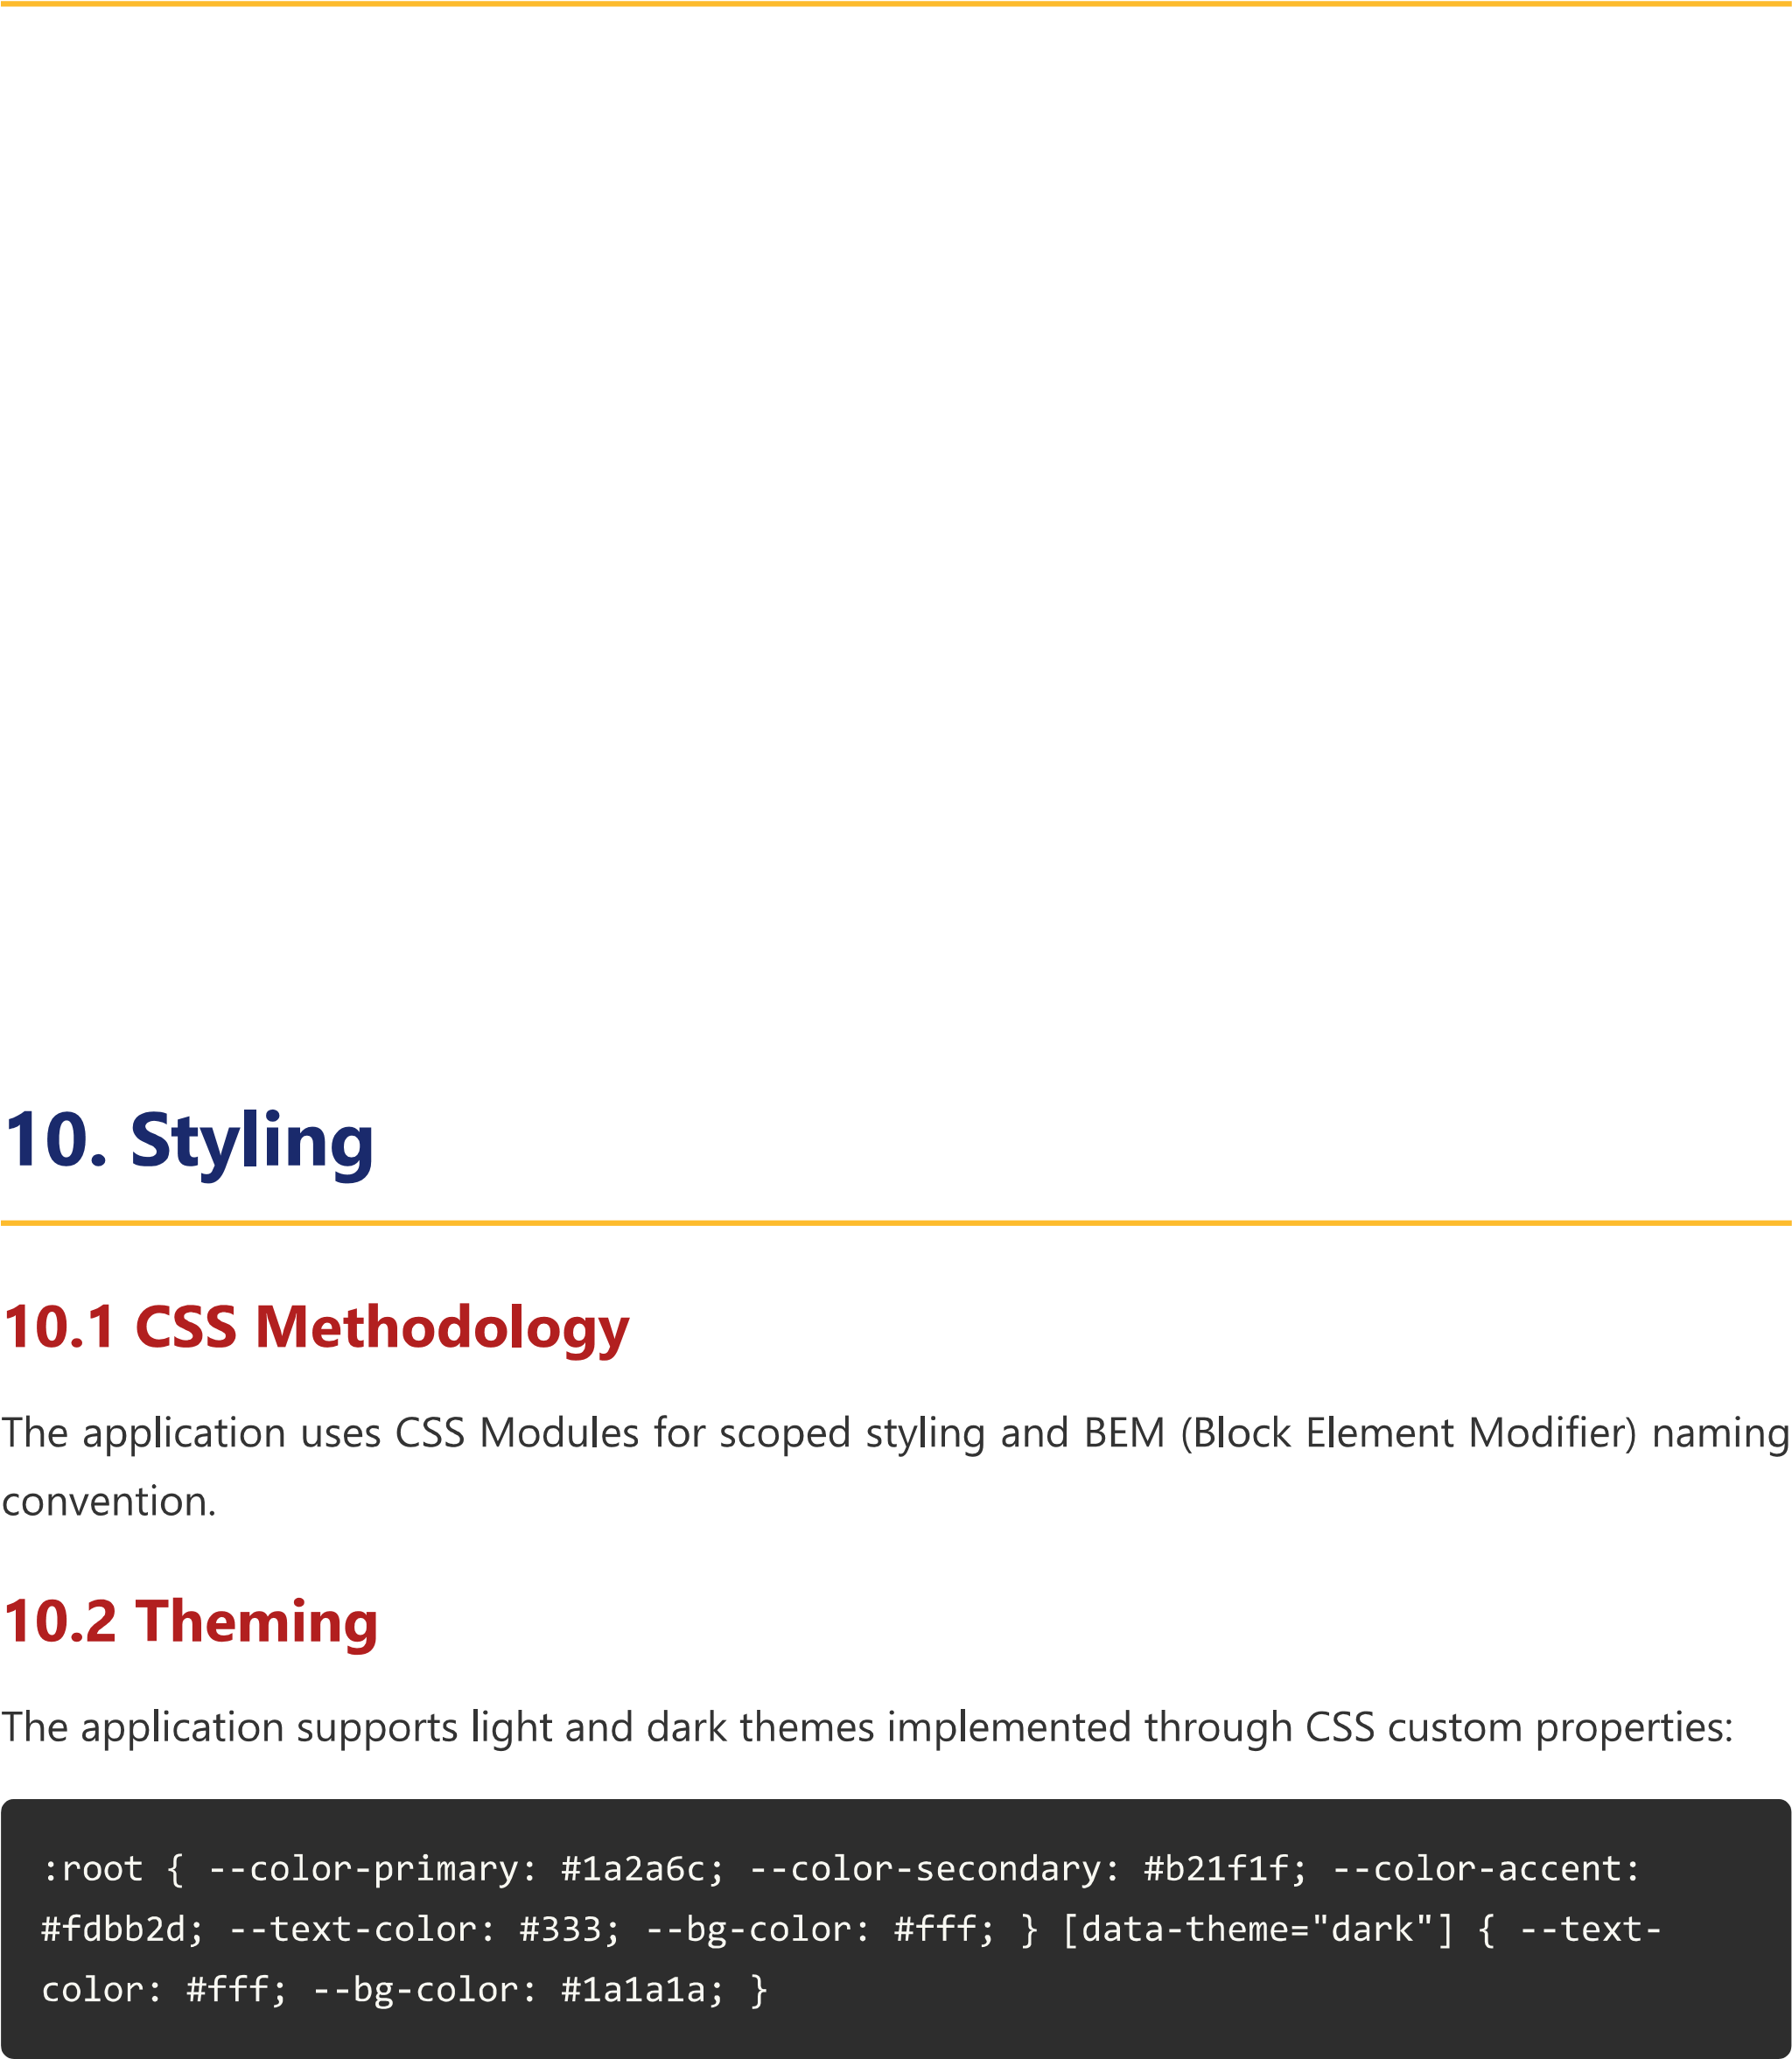 10. Styling
10.1 CSS Methodology
The application uses CSS Modules for scoped styling and BEM (Block Element Modifier) naming
convention.
10.2 Theming
The application supports light and dark themes implemented through CSS custom properties:
:root { --color-primary: #1a2a6c; --color-secondary: #b21f1f; --color-accent:
#fdbb2d; --text-color: #333; --bg-color: #fff; } [data-theme="dark"] { --text-
color: #fff; --bg-color: #1a1a1a; }